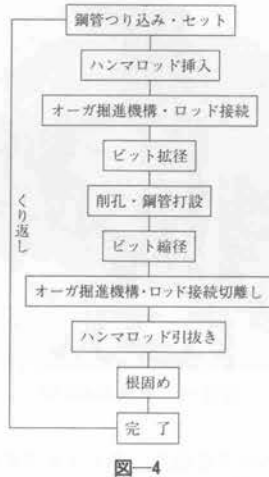 鋼管つり込み・セット
ハンマロッド挿入
オーガ掘進機構・ロッド接続
ビット拡径
削孔・鋼管打設
ビット縮径
オーガ掘進機構・ロッド接続切離し
ハンマロッド引抜き
根固め
完了
くり返し
図―4